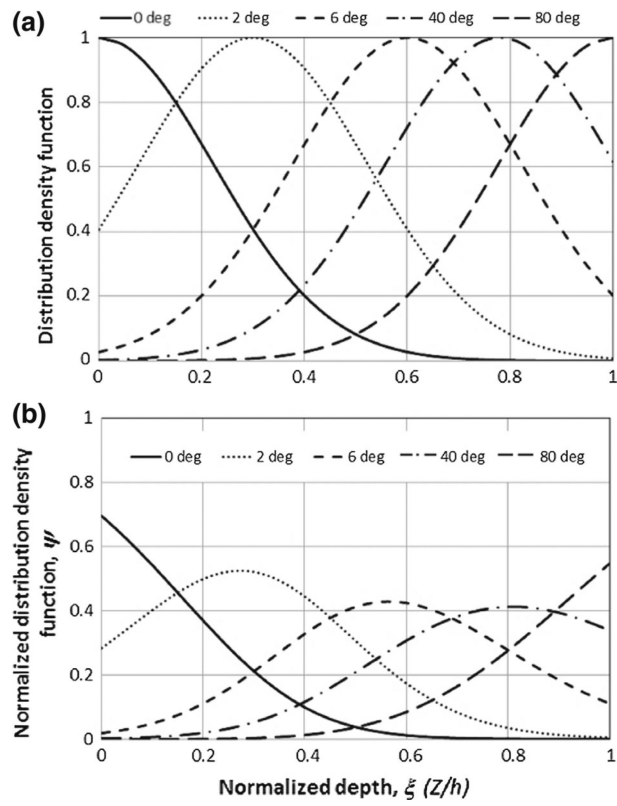 (a)
0 deg 2 deg 6 deg 40 deg 80 deg
1
0.8
0.6
0.4
0.2
0
Distribution density function
0 0.2 0.4 0.6 0.8 1
(b)
1
0.8
0.6
0.4
0.2
0
0 deg 2 deg 6 deg 40 deg 80 deg
Normalized distribution density
function, ψ
0 0.2 0.4 0.6 0.8 1
Normalized depth, ξ (Z/h)